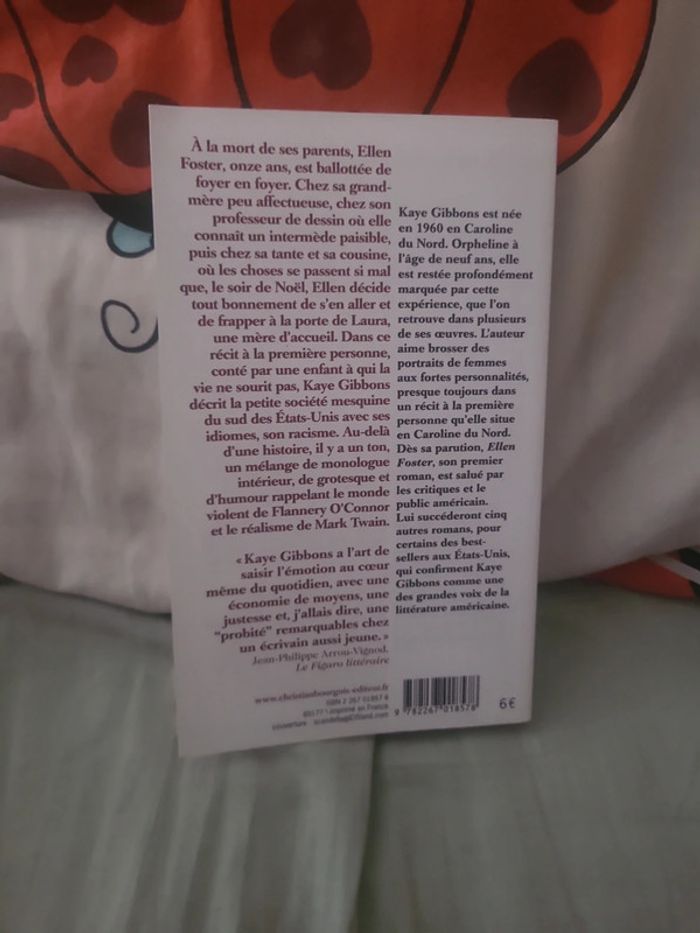 À la mort de ses parents, Ellen
Foster, onze ans, est ballottée de
foyer en foyer. Chez sa grand-
mère peu affectueuse, chez son
professeur de dessin où elle
connaît un intermède paisible,
puis chez sa tante et sa cousine,
où les choses se passent si mal
que, le soir de Noël, Ellen décide
tout bonnement de s'en aller et
de frapper à la porte de Laura,
une mère d'accueil. Dans ce
récit à la première personne,
conté par une enfant à qui la
vie ne sourit pas, Kaye Gibbons
décrit la petite société mesquine
du sud des États-Unis avec ses
idiomes, son racisme. Au-delà
d'une histoire, il y a un ton,
un mélange de monologue
intérieur, de grotesque et
d'humour rappelant le monde
violent de Flannery O'Connor
et le réalisme de Mark Twain.
« Kaye Gibbons a l'art de
saisir l'émotion au cœur
même du quotidien, avec une
économie de moyens, une
justesse et, j'allais dire, une
“probité” remarquables chez
un écrivain aussi jeune. »
Jean-Philippe Arrou-Vignod,
Le Figaro littéraire
www.christianbourgois-editeur.fr
imprimé en France
couverture :
Kaye Gibbons est née
en 1960 en Caroline
du Nord. Orpheline à
l'âge de neuf ans, elle
est restée profondément
marquée par cette
expérience, que l'on
retrouve dans plusieurs
de ses œuvres. L'auteur
aime brosser des
portraits de femmes
aux fortes personnalités,
presque toujours dans
un récit à la première
personne qu'elle situe
en Caroline du Nord.
Dès sa parution, Ellen
Foster, son premier
roman, est salué par
les critiques et le
public américain.
Lui succéderont cinq
autres romans, pour
certains des best-
sellers aux États-Unis,
qui confirment Kaye
Gibbons comme une
des grandes voix de la
littérature américaine.
9 782267 018578
6€